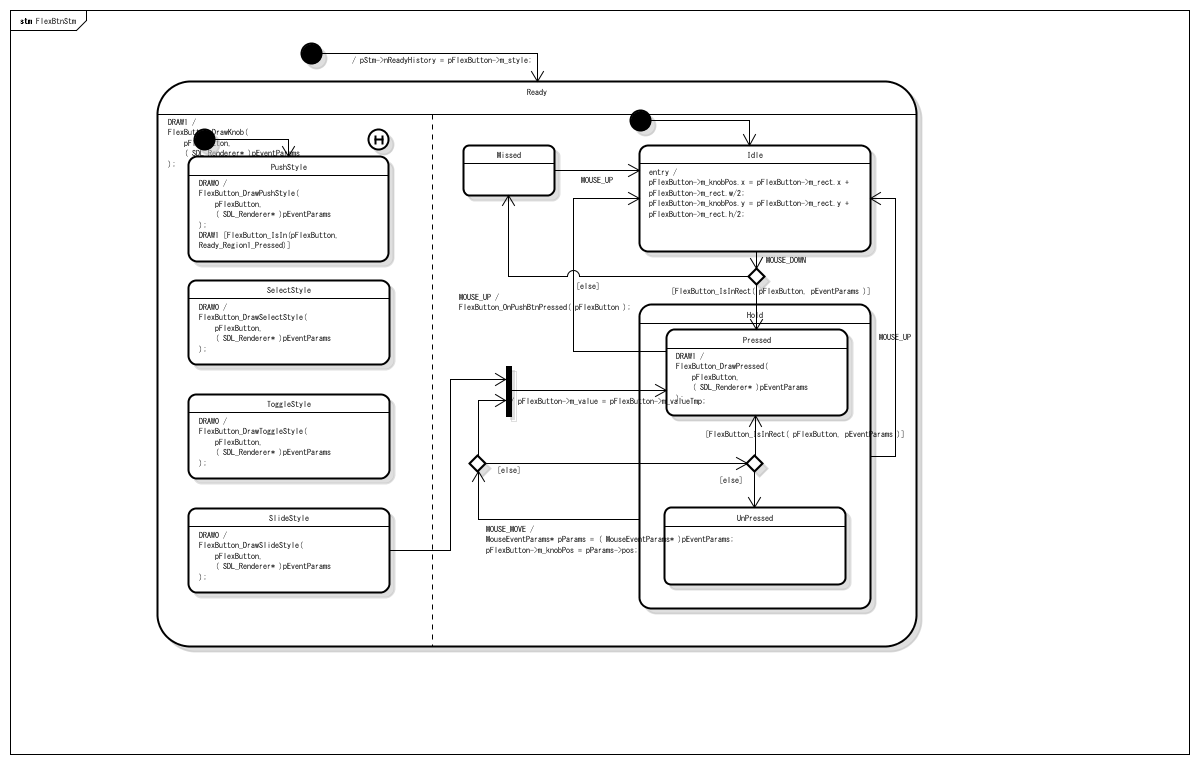 stm FlexBtnStm
/ pStm->nReadyHistory = pFlexButton->m_style;
Ready
DRAW1 /
FlexButton_DrawKnob(
pFlexButton,
( SDL_Renderer* )pEventParams
);
PushStyle
DRAW0 /
FlexButton_DrawPushStyle(
pFlexButton,
( SDL_Renderer* )pEventParams
);
DRAW1 [FlexButton_IsIn(pFlexButton,
Ready_Region1_Pressed)]
SelectStyle
DRAW0 /
FlexButton_DrawSelectStyle(
pFlexButton,
( SDL_Renderer* )pEventParams
);
ToggleStyle
DRAW0 /
FlexButton_DrawToggleStyle(
pFlexButton,
( SDL_Renderer* )pEventParams
);
SlideStyle
DRAW0 /
FlexButton_DrawSlideStyle(
pFlexButton,
( SDL_Renderer* )pEventParams
);
H
Missed
MOUSE_UP
Idle
entry /
pFlexButton->m_knobPos.x = pFlexButton->m_rect.x +
pFlexButton->m_rect.w/2;
pFlexButton->m_knobPos.y = pFlexButton->m_rect.y +
pFlexButton->m_rect.h/2;
MOUSE_DOWN
[else]
[FlexButton_IsInRect( pFlexButton, pEventParams )]
MOUSE_UP /
FlexButton_OnPushBtnPressed( pFlexButton );
Hold
MOUSE_UP
Pressed
DRAW1 /
FlexButton_DrawPressed(
pFlexButton,
( SDL_Renderer* )pEventParams
);
/ pFlexButton->m_value = pFlexButton->m_valueTmp;
[FlexButton_IsInRect( pFlexButton, pEventParams )]
[else]
[else]
UnPressed
MOUSE_MOVE /
MouseEventParams* pParams = ( MouseEventParams* )pEventParams;
pFlexButton->m_knobPos = pParams->pos;